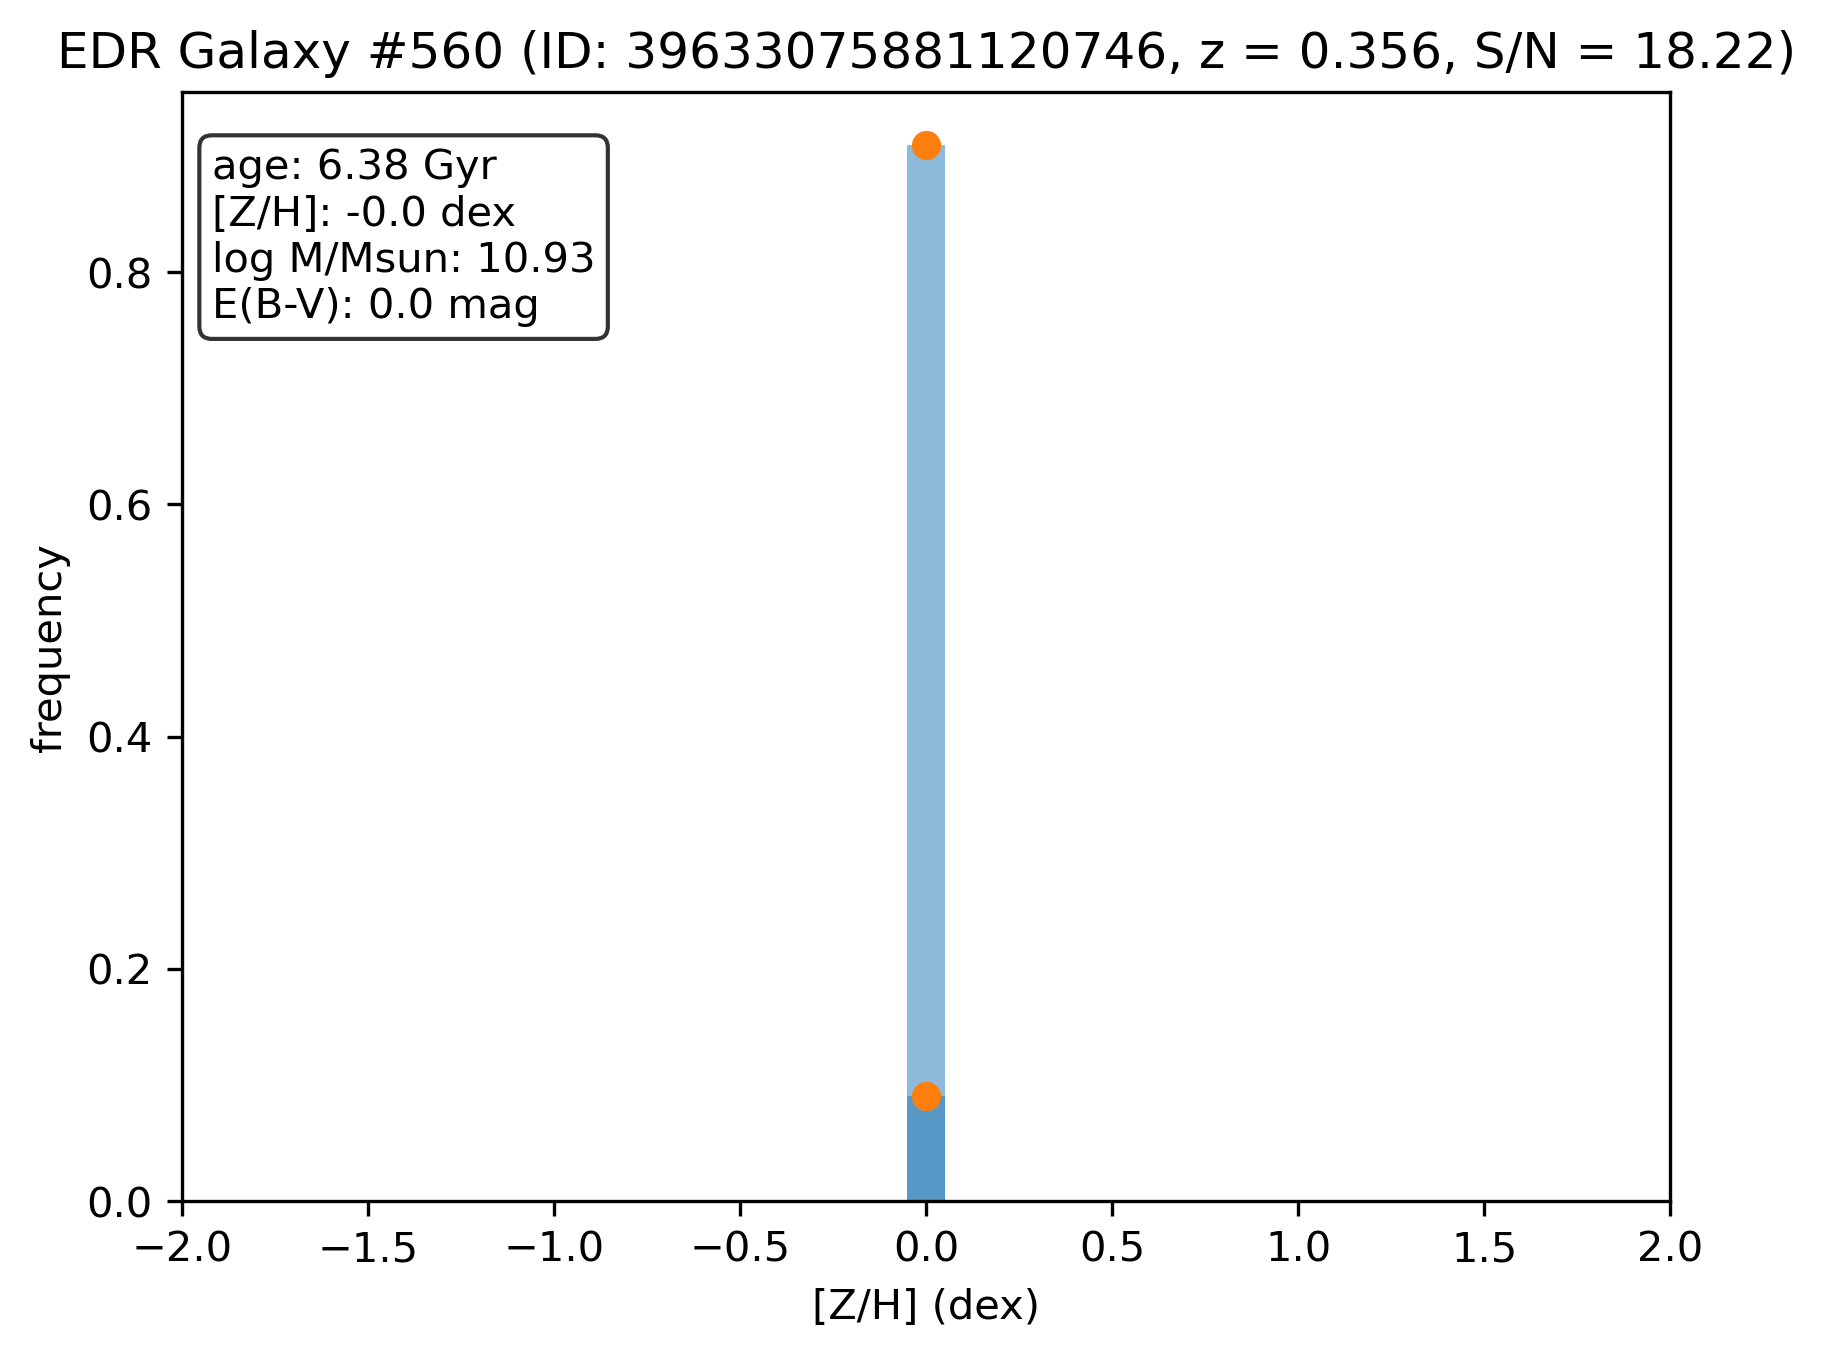 EDR Galaxy #560 (ID: 39633075881120746, z = 0.356, S/N = 18.22)
age: 6.38 Gyr
[Z/H]: -0.0 dex
log M/Msun: 10.93
E(B-V): 0.0 mag
frequency
0.8
0.6
0.4
0.2
0.0
−2.0 −1.5 −1.0 −0.5 0.0 0.5 1.0 1.5 2.0
[Z/H] (dex)